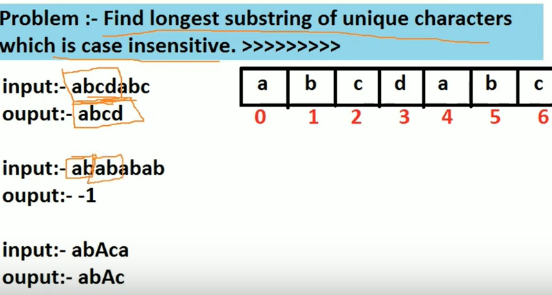 Problem :- Find longest substring of unique characters
which is case insensitive. >>>>>>>>>
input:- abcdabc
ouput:- abcd
a b c d a b c
0 1 2 3 4 5 6
input:- abababab
ouput:- -1
input:- abAca
ouput:- abAc